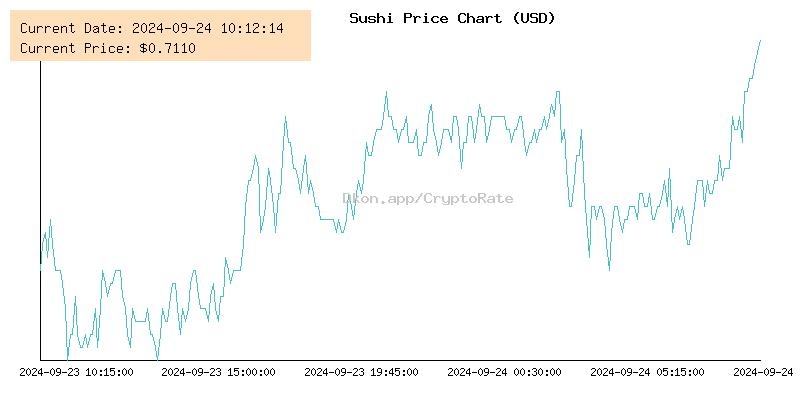 Sushi Price Chart (USD)
Current Date: 2024-09-24 10:12:14
Current Price: $0.7110
Dkon.app/CryptoRate
2024-09-23 10:15:00
2024-09-23 15:00:00
2024-09-23 19:45:00
2024-09-24 00:30:00
2024-09-24 05:15:00
2024-09-24